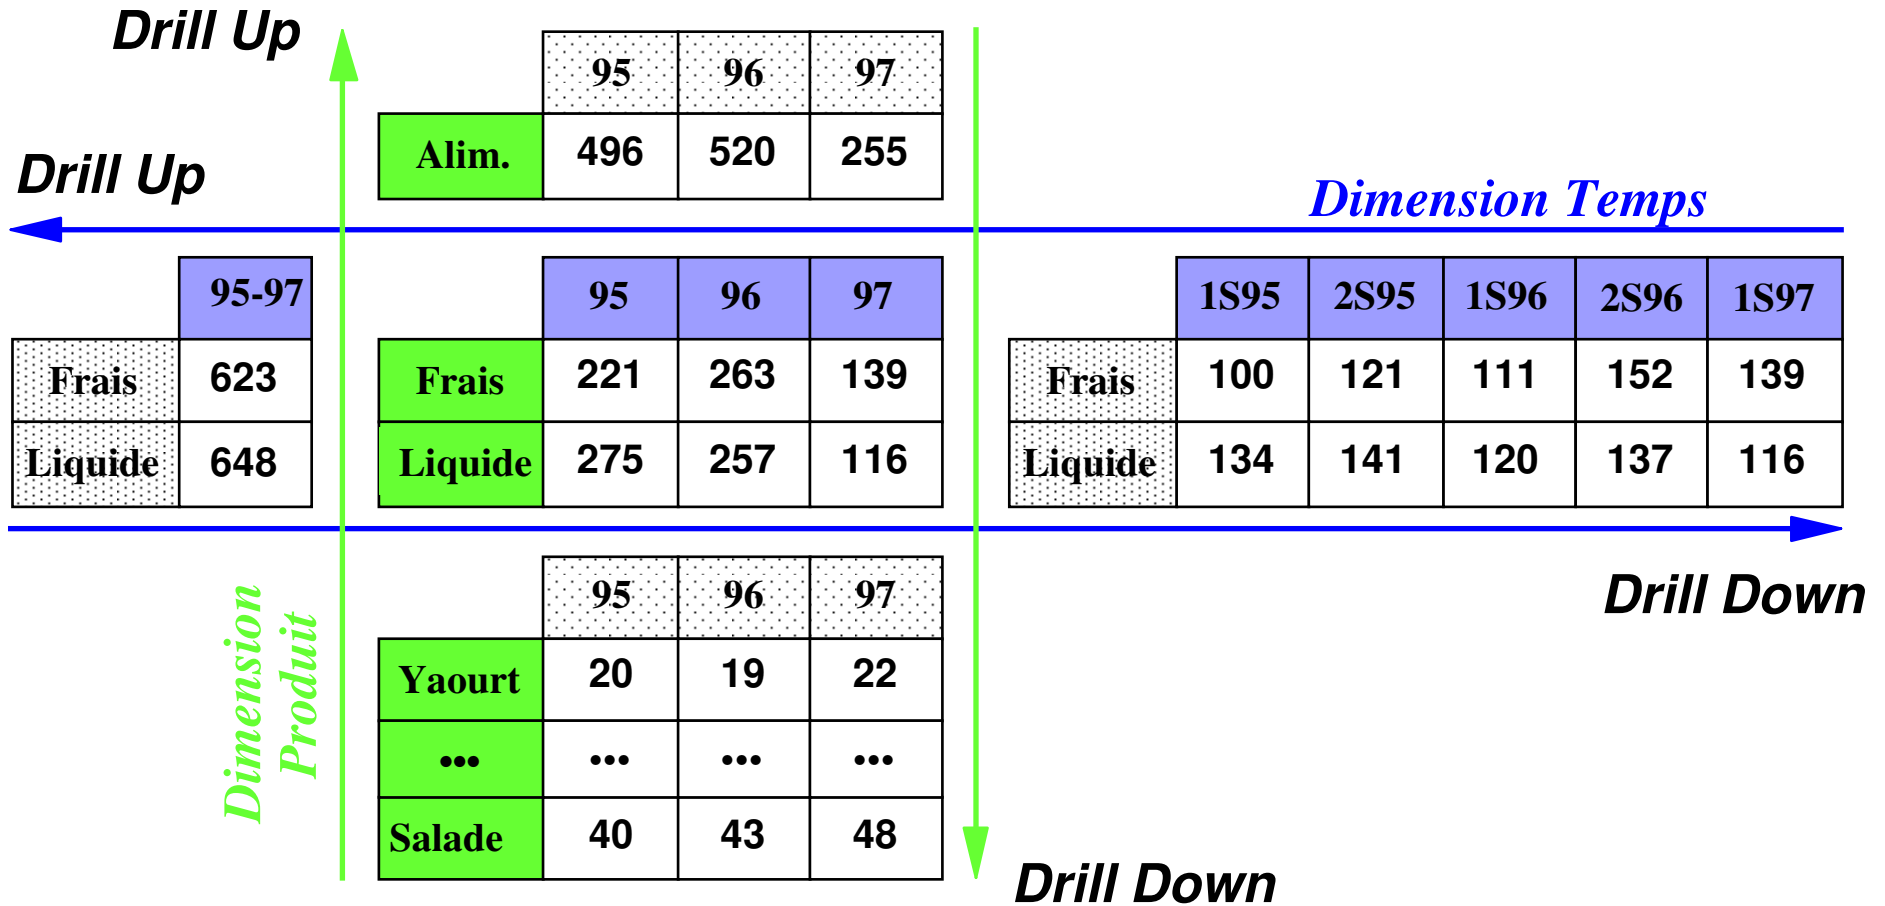 Drill Up
95 96 97
Alim. 496 520 255
Drill Up
Dimension Temps
95-97
Frais 623
Liquide 648
95 96 97
Frais 221 263 139
Liquide 275 257 116
1S95 2S95 1S96 2S96 1S97
Frais 100 121 111 152 139
Liquide 134 141 120 137 116
Drill Down
Dimension
Produit
95 96 97
Yaourt 20 19 22
... ... ... ...
Salade 40 43 48
Drill Down